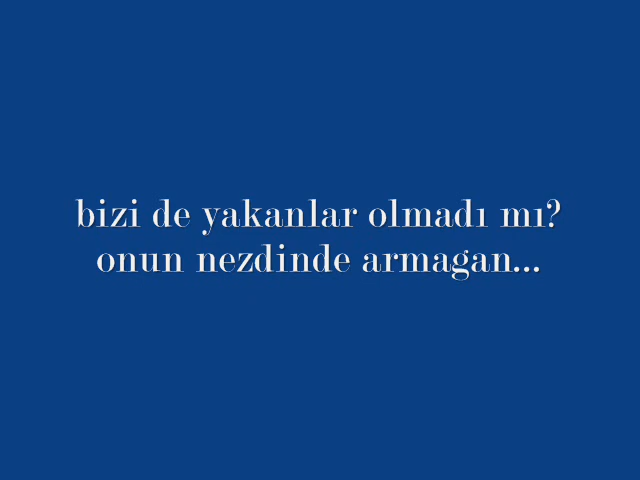 bizi de yakanlar olmadı mı?
onun nezdinde armagan...